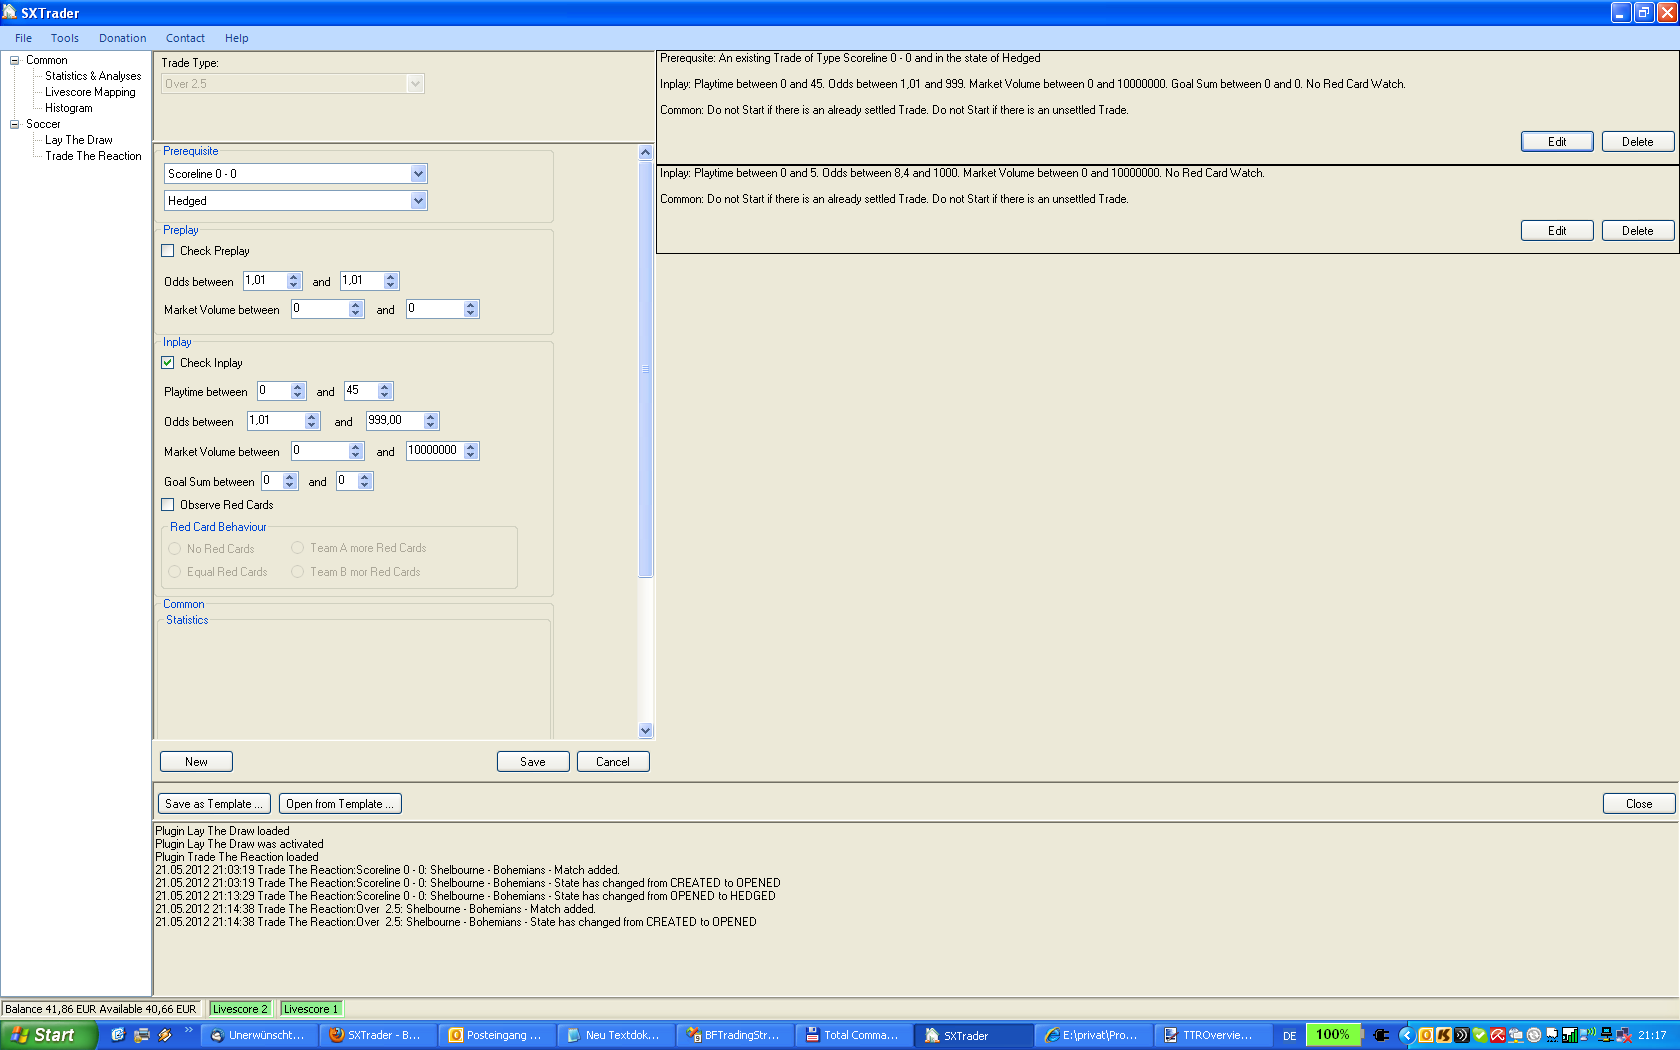 SXTrader
File Tools Donation Contact Help
Common
Statistics & Analyses
Livescore Mapping
Histogram
Soccer
Lay The Draw
Trade The Reaction
Trade Type:
Over 2.5
Prerequisite
Scoreline 0 - 0
Hedged
Preplay
Check Preplay
Odds between 1,01 and 1,01
Market Volume between 0 and 0
Inplay
Check Inplay
Playtime between 0 and 45
Odds between 1,01 and 999,00
Market Volume between 0 and 10000000
Goal Sum between 0 and 0
Observe Red Cards
Red Card Behaviour
No Red Cards Team A more Red Cards
Equal Red Cards Team B mor Red Cards
Common
Statistics
New Save Cancel
Prerequsite: An existing Trade of Type Scoreline 0 - 0 and in the state of Hedged
Inplay: Playtime between 0 and 45. Odds between 1,01 and 999. Market Volume between 0 and 10000000. Goal Sum between 0 and 0. No Red Card Watch.
Common: Do not Start if there is an already settled Trade. Do not Start if there is an unsettled Trade.
Edit Delete
Inplay: Playtime between 0 and 5. Odds between 8,4 and 1000. Market Volume between 0 and 10000000. No Red Card Watch.
Common: Do not Start if there is an already settled Trade. Do not Start if there is an unsettled Trade.
Edit Delete
Save as Template ... Open from Template ... Close
Plugin Lay The Draw loaded
Plugin Lay The Draw was activated
Plugin Trade The Reaction loaded
21.05.2012 21:03:19 Trade The Reaction:Scoreline 0 - 0: Shelbourne - Bohemians - Match added.
21.05.2012 21:03:19 Trade The Reaction:Scoreline 0 - 0: Shelbourne - Bohemians - State has changed from CREATED to OPENED
21.05.2012 21:13:29 Trade The Reaction:Scoreline 0 - 0: Shelbourne - Bohemians - State has changed from OPENED to HEDGED
21.05.2012 21:14:38 Trade The Reaction:Over  2.5: Shelbourne - Bohemians - Match added.
21.05.2012 21:14:38 Trade The Reaction:Over  2.5: Shelbourne - Bohemians - State has changed from CREATED to OPENED
Balance 41,86 EUR Available 40,66 EUR Livescore 2 Livescore 1
Start Unerwünscht... SXTrader - B... Posteingang ... Neu Textdok... BFTradingStr... Total Comma... SXTrader E:\privat\Pro... TTROverview... DE 100% 21:17